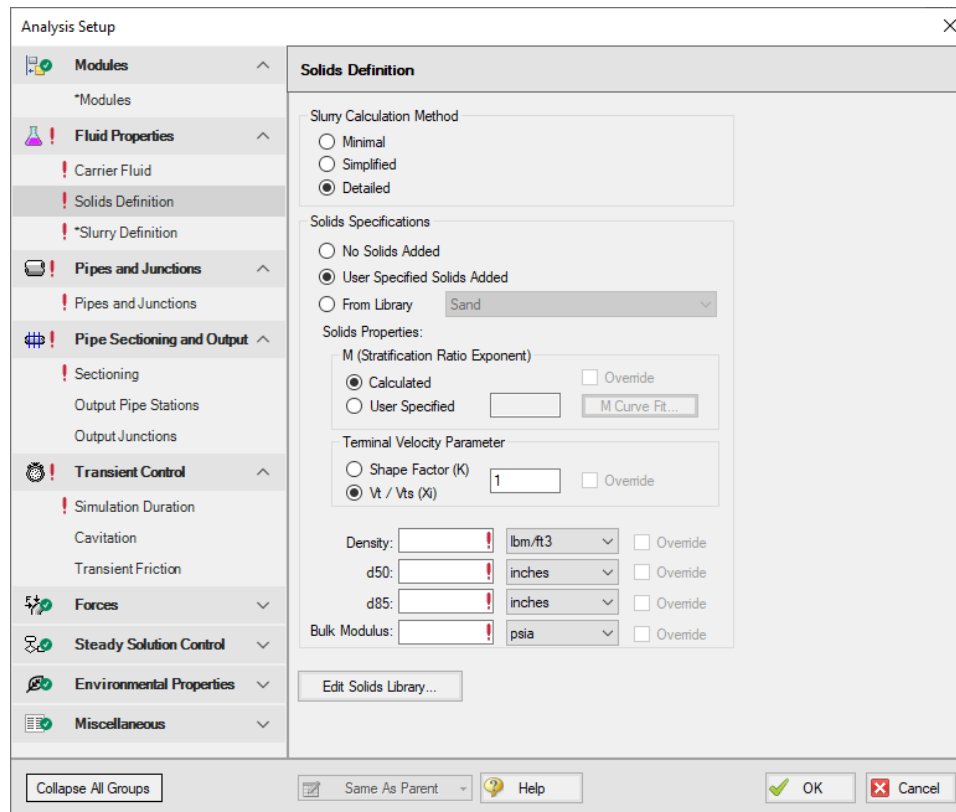 Analysis Setup
Modules
*Modules
Fluid Properties
Carrier Fluid
Solids Definition
*Slurry Definition
Pipes and Junctions
Pipes and Junctions
Pipe Sectioning and Output
Sectioning
Output Pipe Stations
Output Junctions
Transient Control
Simulation Duration
Cavitation
Transient Friction
Forces
Steady Solution Control
Environmental Properties
Miscellaneous
Solids Definition
Slurry Calculation Method
Minimal
Simplified
Detailed
Solids Specifications
No Solids Added
User Specified Solids Added
From Library Sand
Solids Properties:
M (Stratification Ratio Exponent)
Calculated Override
User Specified M Curve Fit...
Terminal Velocity Parameter
Shape Factor (K)
1 Override
Vt / Vts (Xi)
Density: lbm/ft3 Override
d50: inches Override
d85: inches Override
Bulk Modulus: psia Override
Edit Solids Library...
Collapse All Groups Same As Parent Help OK Cancel